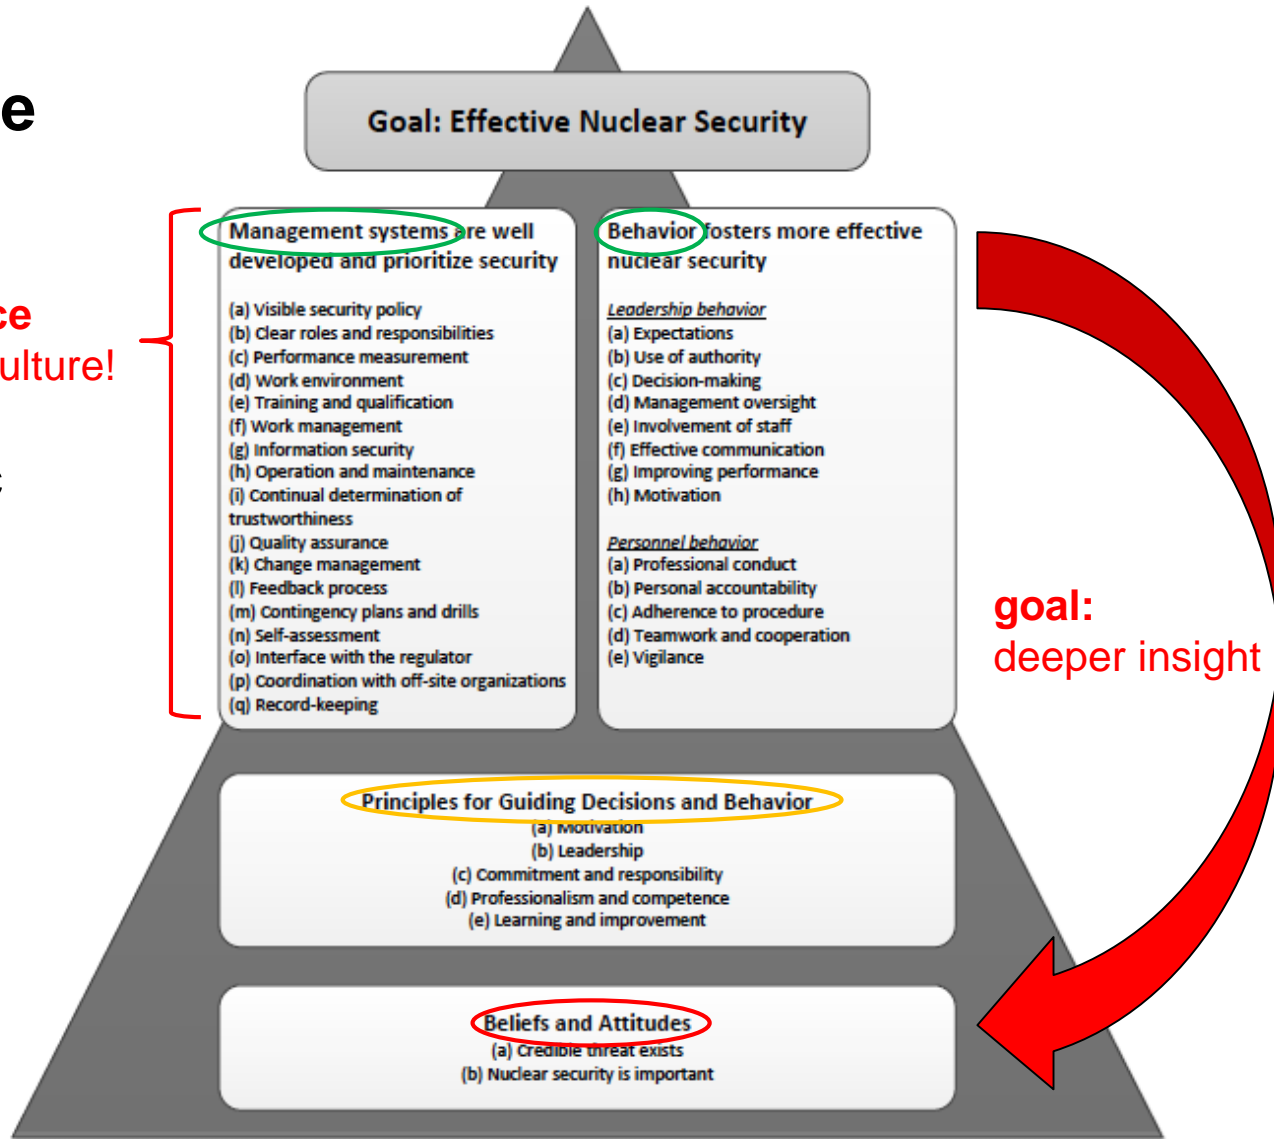 e
Goal: Effective Nuclear Security
Management systems are well
developed and prioritize security
(a) Visible security policy
(b) Clear roles and responsibilities
(c) Performance measurement
(d) Work environment
(e) Training and qualification
(f) Work management
(g) Information security
(h) Operation and maintenance
(i) Continual determination of
trustworthiness
(j) Quality assurance
(k) Change management
(l) Feedback process
(m) Contingency plans and drills
(n) Self-assessment
(o) Interface with the regulator
(p) Coordination with off-site organizations
(q) Record-keeping
Behavior fosters more effective
nuclear security
Leadership behavior
(a) Expectations
(b) Use of authority
(c) Decision-making
(d) Management oversight
(e) Involvement of staff
(f) Effective communication
(g) Improving performance
(h) Motivation
Personnel behavior
(a) Professional conduct
(b) Personal accountability
(c) Adherence to procedure
(d) Teamwork and cooperation
(e) Vigilance
ce
ulture!
c
goal:
deeper insight
Principles for Guiding Decisions and Behavior
(a) Motivation
(b) Leadership
(c) Commitment and responsibility
(d) Professionalism and competence
(e) Learning and improvement
Beliefs and Attitudes
(a) Credible threat exists
(b) Nuclear security is important